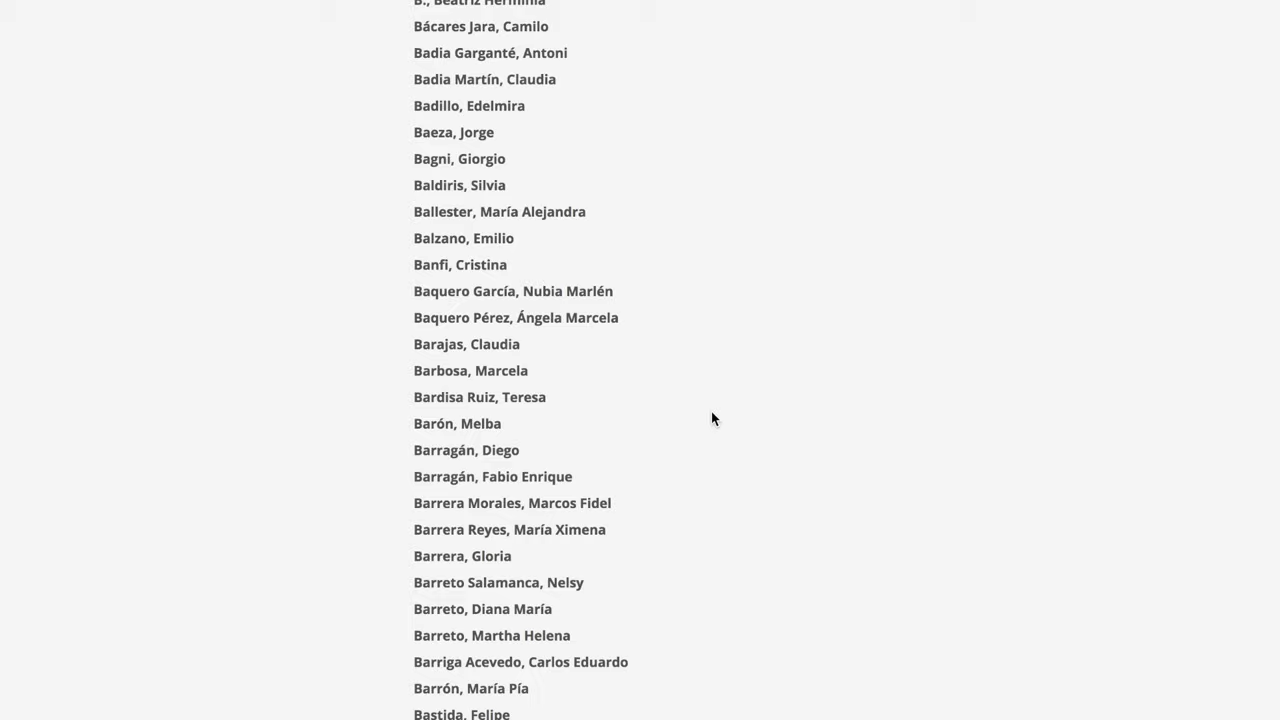 B., Beatriz Herminia
Bácares Jara, Camilo
Badia Garganté, Antoni
Badia Martín, Claudia
Badillo, Edelmira
Baeza, Jorge
Bagni, Giorgio
Baldiris, Silvia
Ballester, María Alejandra
Balzano, Emilio
Banfi, Cristina
Baquero García, Nubia Marlén
Baquero Pérez, Ángela Marcela
Barajas, Claudia
Barbosa, Marcela
Bardisa Ruiz, Teresa
Barón, Melba
Barragán, Diego
Barragán, Fabio Enrique
Barrera Morales, Marcos Fidel
Barrera Reyes, María Ximena
Barrera, Gloria
Barreto Salamanca, Nelsy
Barreto, Diana María
Barreto, Martha Helena
Barriga Acevedo, Carlos Eduardo
Barrón, María Pía
Bastida, Felipe